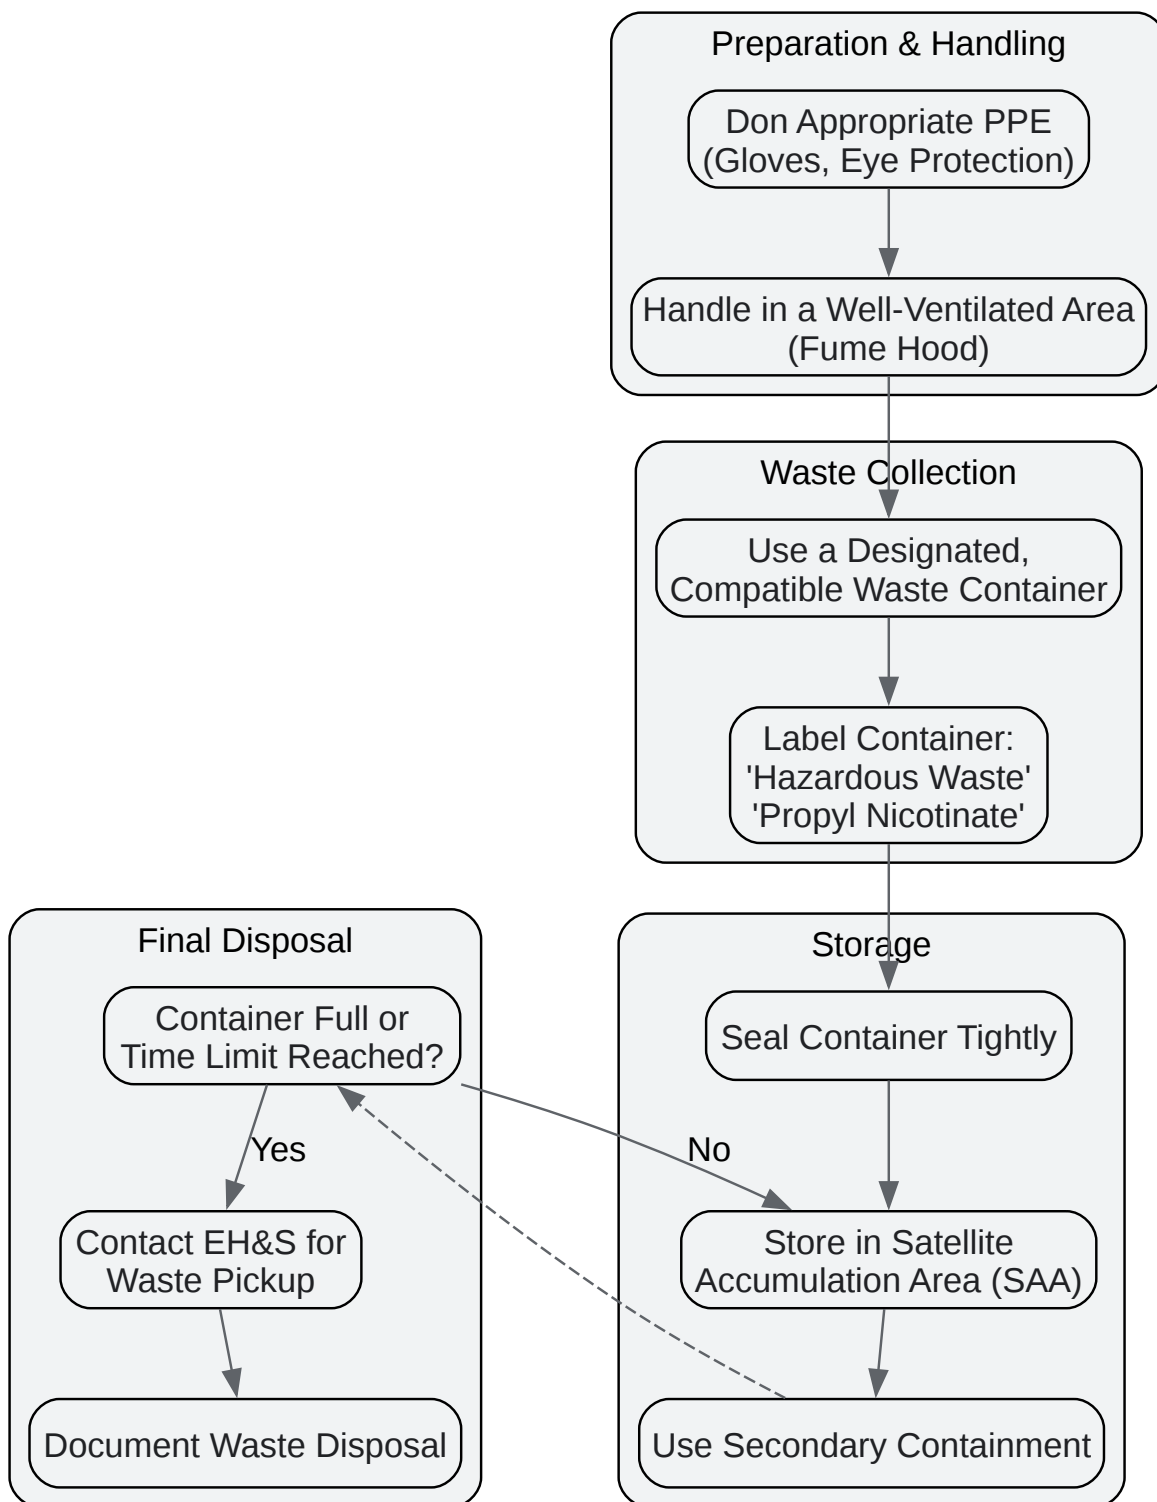 Preparation & Handling
Don Appropriate PPE
(Gloves, Eye Protection)
Handle in a Well-Ventilated Area
(Fume Hood)
Waste Collection
Use a Designated,
Compatible Waste Container
Label Container:
'Hazardous Waste'
'Propyl Nicotinate'
Storage
Seal Container Tightly
Store in Satellite
Accumulation Area (SAA)
Use Secondary Containment
Final Disposal
Container Full or
Time Limit Reached?
Yes
No
Contact EH&S for
Waste Pickup
Document Waste Disposal